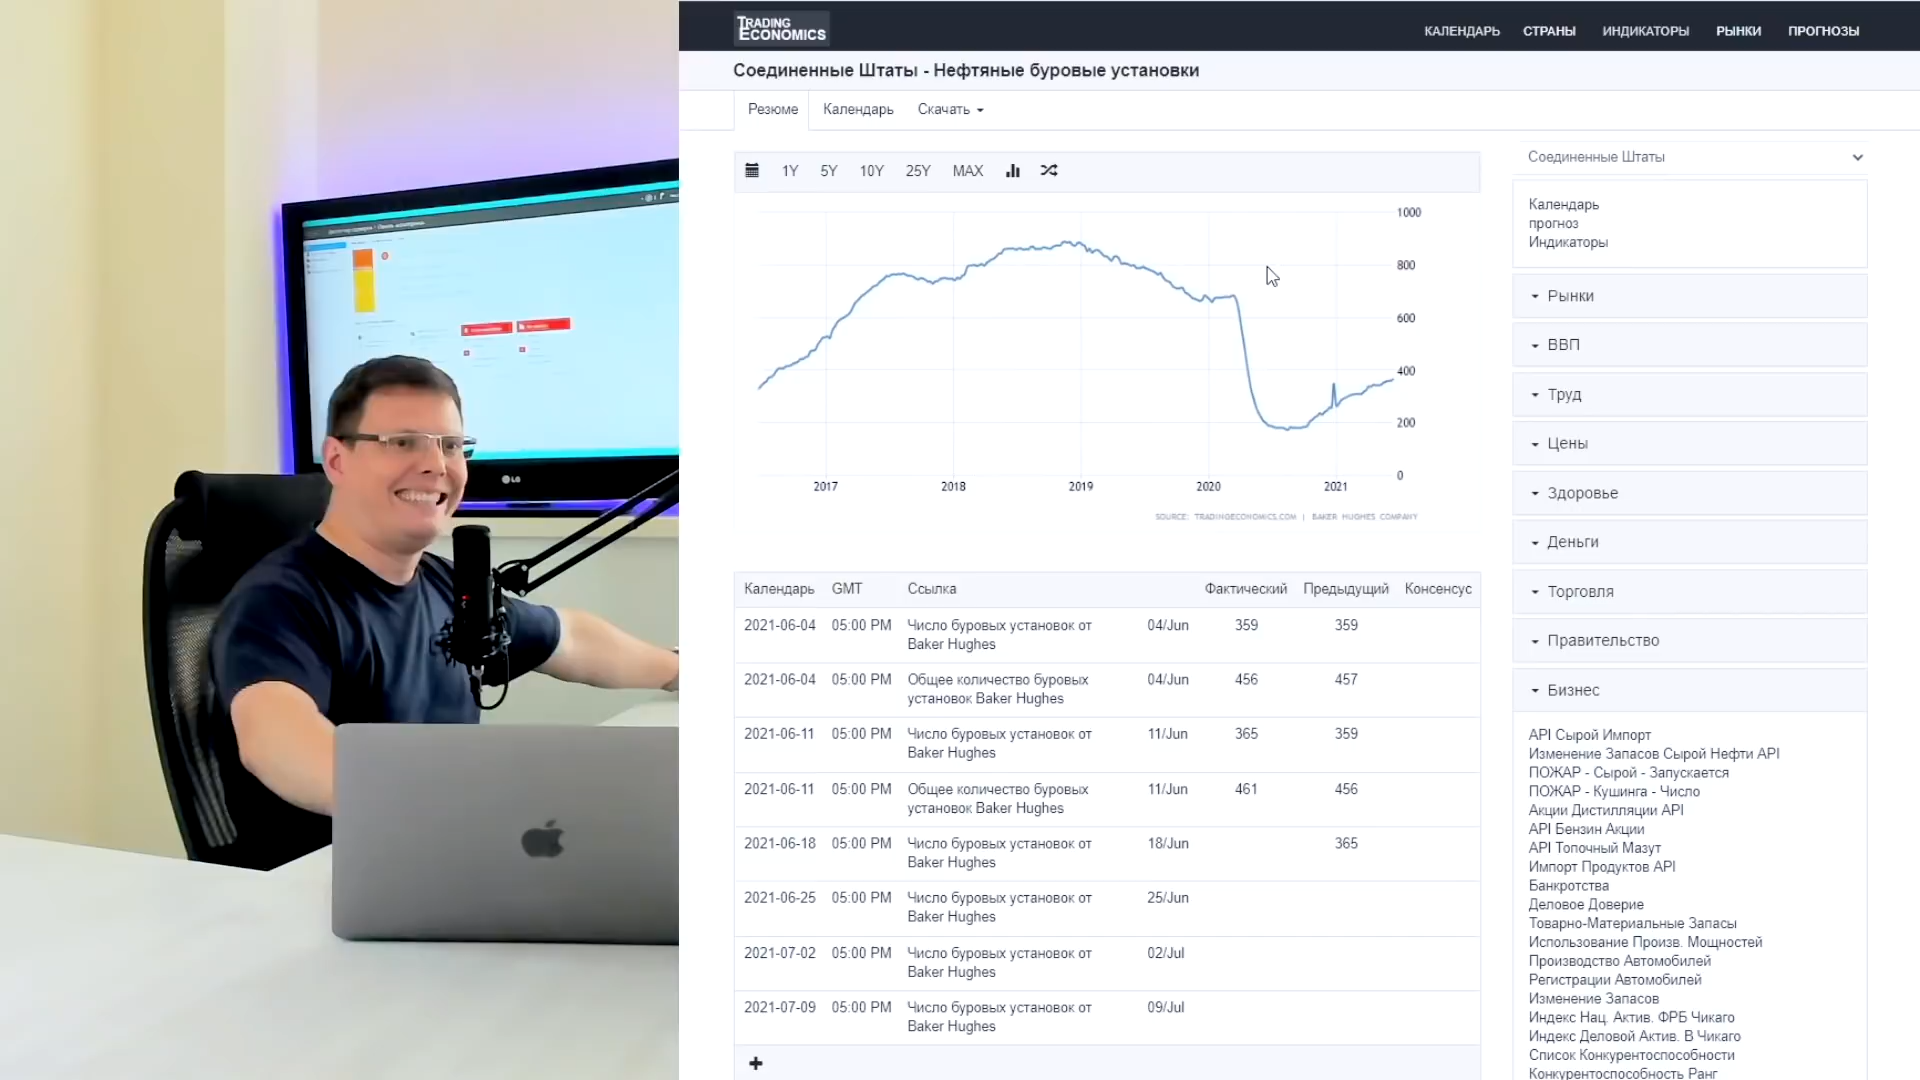 TRADING
ECONOMICS
КАЛЕНДАРЬ СТРАНЫ ИНДИКАТОРЫ РЫНКИ ПРОГНОЗЫ
Соединенные Штаты - Нефтяные буровые установки
Резюме Календарь Скачать
1Y 5Y 10Y 25Y MAX
1000
800
600
400
200
0
2017 2018 2019 2020 2021
SOURCE: TRADINGECONOMICS.COM | BAKER HUGHES COMPANY
Календарь GMT Ссылка Фактический Предыдущий Консенсус
2021-06-04 05:00 PM Число буровых установок от 04/Jun 359 359
Baker Hughes
2021-06-04 05:00 PM Общее количество буровых 04/Jun 456 457
установок Baker Hughes
2021-06-11 05:00 PM Число буровых установок от 11/Jun 365 359
Baker Hughes
2021-06-11 05:00 PM Общее количество буровых 11/Jun 461 456
установок Baker Hughes
2021-06-18 05:00 PM Число буровых установок от 18/Jun 365
Baker Hughes
2021-06-25 05:00 PM Число буровых установок от 25/Jun
Baker Hughes
2021-07-02 05:00 PM Число буровых установок от 02/Jul
Baker Hughes
2021-07-09 05:00 PM Число буровых установок от 09/Jul
Baker Hughes
Соединенные Штаты
Календарь
прогноз
Индикаторы
Рынки
ВВП
Труд
Цены
Здоровье
Деньги
Торговля
Правительство
Бизнес
API Сырой Импорт
Изменение Запасов Сырой Нефти API
ПОЖАР - Сырой - Запускается
ПОЖАР - Кушинга - Число
Акции Дистилляции API
API Бензин Акции
API Топочный Мазут
Импорт Продуктов API
Банкротства
Деловое Доверие
Товарно-Материальные Запасы
Использование Произв. Мощностей
Производство Автомобилей
Регистрации Автомобилей
Изменение Запасов
Индекс Нац. Актив. ФРБ Чикаго
Индекс Деловой Актив. В Чикаго
Список Конкурентоспособности
Конкурентоспособность Ранг
LG